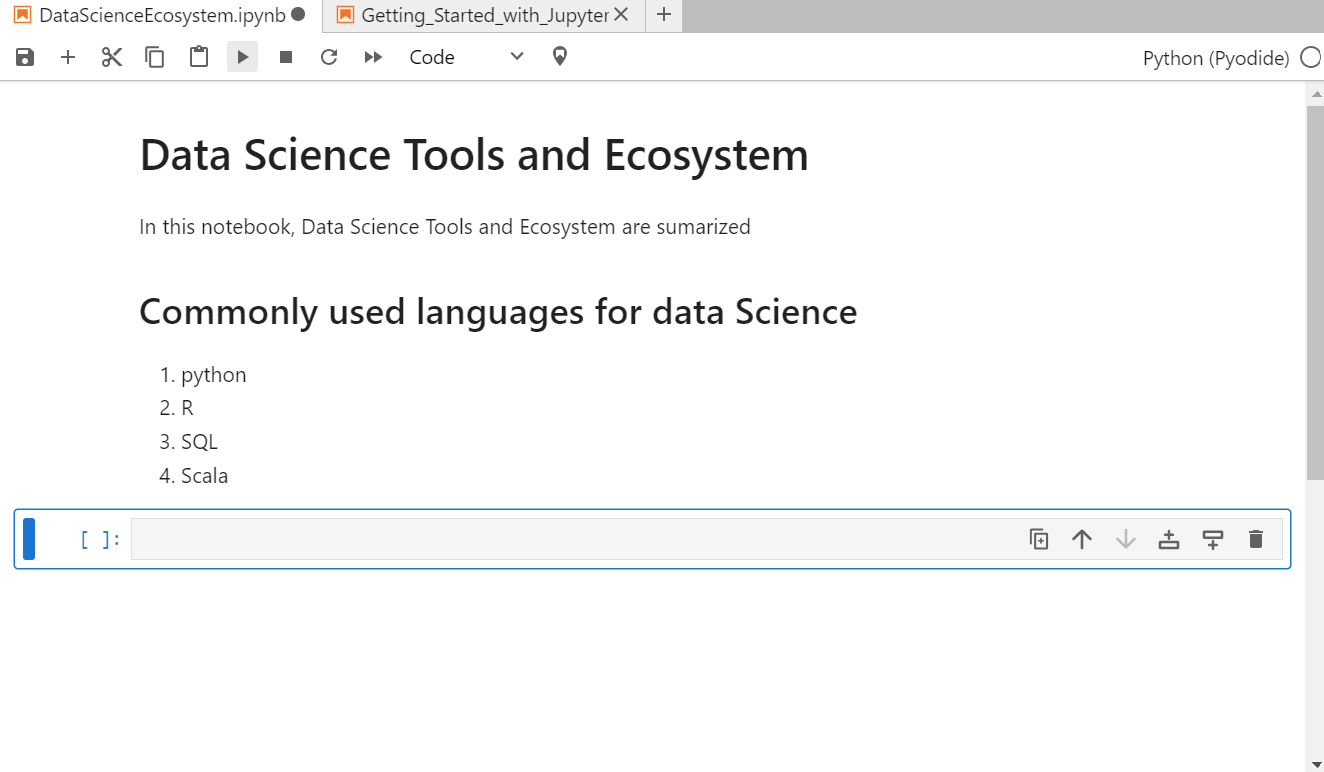 DataScienceEcosystem.ipynb
Getting_Started_with_Jupyter
Code
Python (Pyodide)
Data Science Tools and Ecosystem
In this notebook, Data Science Tools and Ecosystem are sumarized
Commonly used languages for data Science
1. python
2. R
3. SQL
4. Scala
[ ]: